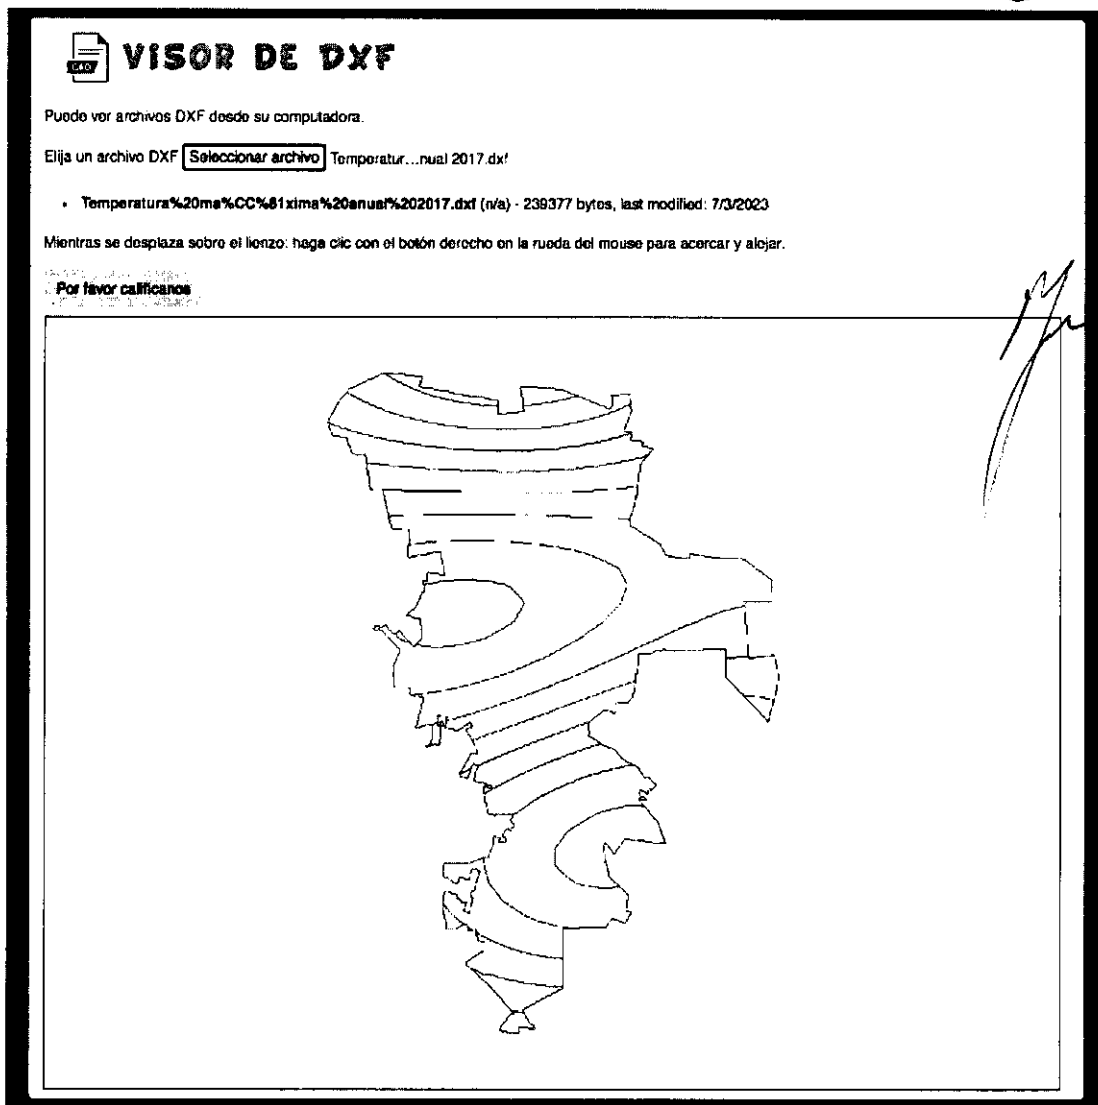 VISOR DE DXF
CAD
Puede ver archivos DXF desde su computadora.
Elija un archivo DXF Seleccionar archivo Temperatur...nual 2017.dxf
• Temperatura%20ma%CC%81xima%20anual%202017.dxf (n/a) - 239377 bytes, last modified: 7/3/2023
Mientras se desplaza sobre el lienzo: haga clic con el botón derecho en la rueda del mouse para acercar y alejar.
Por favor califícanos